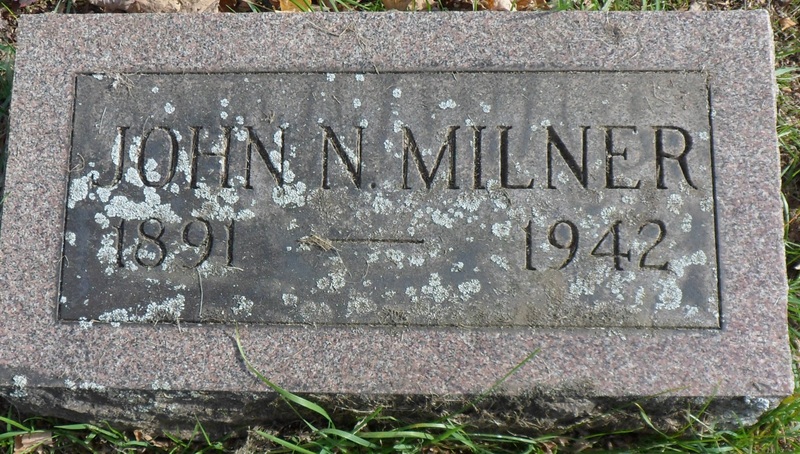 JOHN N. MILNER
1891 — 1942